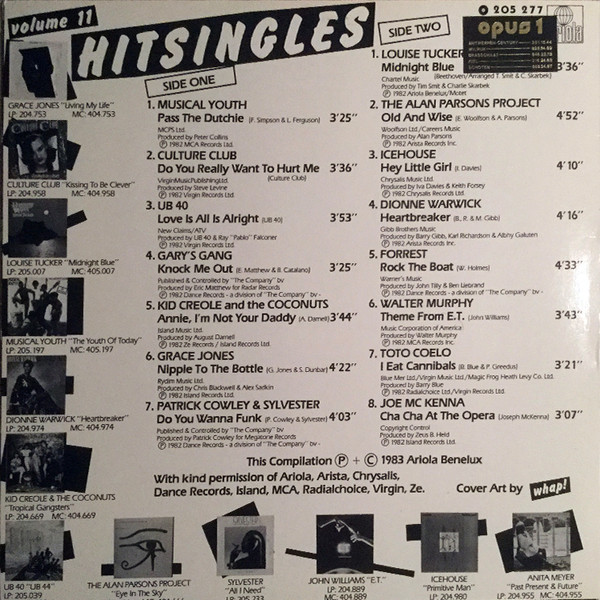 volume 11
HITSINGLES
205 277
opus 1
SIDE ONE
1. MUSICAL YOUTH
Pass The Dutchie (F. Simpson & L. Ferguson) 3'25"
MCPS Ltd.
Produced by Peter Collins
Ⓟ 1982 MCA Records Ltd.
2. CULTURE CLUB
Do You Really Want To Hurt Me 3'36"
Virgin Music Publishing Ltd. (Culture Club)
Produced by Steve Levine
Ⓟ 1982 Virgin Records Ltd.
3. UB 40
Love Is All Is Alright (UB 40) 3'53"
New Claims/ATV
Produced by UB 40 & Ray "Pablo" Falconer
Ⓟ 1982 Virgin Records Ltd.
4. GARY'S GANG
Knock Me Out (E. Matthew & B. Catalano) 3'25"
Published & Controlled by "The Company" bv
Produced by Eric Matthew for Radar Records
Ⓟ 1982 Dance Records - a division of "The Company" bv -
5. KID CREOLE and the COCONUTS
Annie, I'm Not Your Daddy (A. Darnell) 3'44"
Island Music Ltd.
Produced by August Darnell
Ⓟ 1982 Ze Records / Island Records Ltd.
6. GRACE JONES
Nipple To The Bottle (G. Jones & S. Dunbar) 4'22"
Rydim Music Ltd.
Produced by Chris Blackwell & Alex Sadkin
Ⓟ 1982 Island Records Ltd.
7. PATRICK COWLEY & SYLVESTER
Do You Wanna Funk (P. Cowley & Sylvester) 4'03"
Published & Controlled by "The Company" bv
Produced by Patrick Cowley for Megatone Records
Ⓟ 1982 Dance Records - a division of "The Company" bv -
SIDE TWO
1. LOUISE TUCKER
Midnight Blue 3'36"
Chartel Music (Beethoven/Arranged T. Smit & C. Skarbek)
Produced by Tim Smit & Charlie Skarbek
Ⓟ 1982 Ariola Benelux/Motet
2. THE ALAN PARSONS PROJECT
Old And Wise (E. Woolfson & A. Parsons) 4'52"
Woolfson Ltd./Careers Music
Produced by Alan Parsons
Ⓟ 1982 Arista Records Inc.
3. ICEHOUSE
Hey Little Girl (I. Davies) 4'10"
Chrysalis Music Ltd.
Produced by Iva Davies & Keith Forsey
Ⓟ 1982 Chrysalis Records Ltd.
4. DIONNE WARWICK
Heartbreaker (B., R. & M. Gibb) 4'16"
Gibb Brothers Music
Produced by Barry Gibb, Karl Richardson & Albhy Galuten
Ⓟ 1982 Arista Records Inc.
5. FORREST
Rock The Boat (W. Holmes) 4'33"
Warner's Music
Produced by John Tilly & Ben Liebrand
Ⓟ 1982 Dance Records - a division of "The Company" bv -
6. WALTER MURPHY
Theme From E.T. (John Williams) 3'43"
Music Corporation of America
Produced by Walter Murphy
Ⓟ 1982 MCA Records Inc.
7. TOTO COELO
I Eat Cannibals (B. Blue & P. Greedus) 3'21"
Blue Mer Ltd./Virgin Music Ltd./Magic Frog Heath Levy Co. Ltd.
Produced by Barry Blue
Ⓟ 1982 Radialchoice Ltd./Virgin Records Ltd.
8. JOE MC KENNA
Cha Cha At The Opera (Joseph McKenna) 3'07"
Copyright Control
Produced by Zeus B. Held
Ⓟ 1982 Island Records Ltd.
This Compilation Ⓟ + © 1983 Ariola Benelux
With kind permission of Ariola, Arista, Chrysalis,
Dance Records, Island, MCA, Radialchoice, Virgin, Ze.
Cover Art by whap!
GRACE JONES "Living My Life"
LP: 204.753 MC: 404.753
CULTURE CLUB "Kissing To Be Clever"
LP: 204.958 MC: 404.958
LOUISE TUCKER "Midnight Blue"
LP: 205.007 MC: 405.007
MUSICAL YOUTH "The Youth Of Today"
LP: 205.197 MC: 405.197
DIONNE WARWICK "Heartbreaker"
LP: 204.974 MC: 404.974
KID CREOLE & THE COCONUTS
"Tropical Gangsters"
LP: 204.669 MC: 404.669
UB 40 "UB 44"
LP: 205.039
THE ALAN PARSONS PROJECT
"Eye In The Sky"
SYLVESTER
"All I Need"
LP: 205.233
JOHN WILLIAMS "E.T."
LP: 204.889
MC: 404.889
ICEHOUSE
"Primitive Man"
LP: 204.980
ANITA MEYER
"Past Present & Future"
LP: 204.955 MC: 404.955